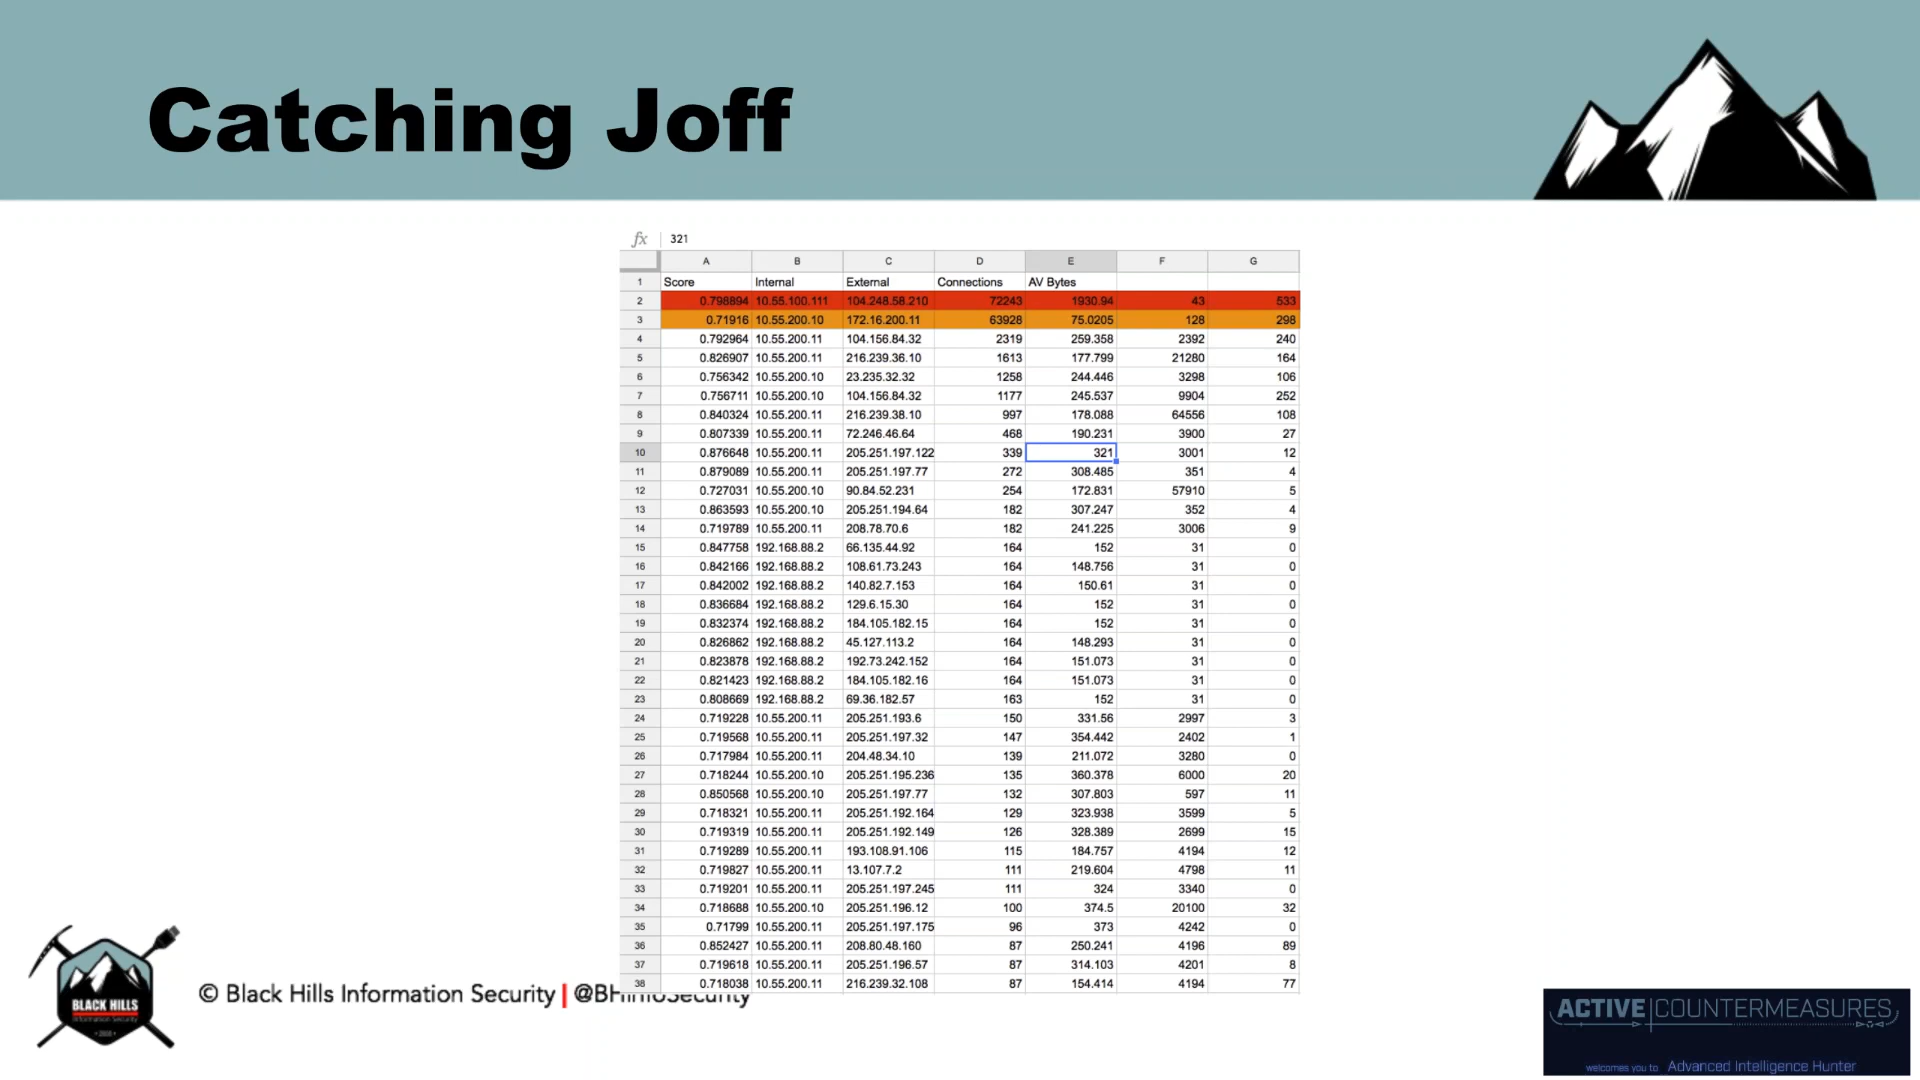 Catching Joff
fx 321
A B C D E F G
1 Score Internal External Connections AV Bytes
2 0.798894 10.55.100.111 104.248.58.210 72243 1930.94 43 533
3 0.71916 10.55.200.10 172.16.200.11 63928 75.0205 128 298
4 0.792964 10.55.200.11 104.156.84.32 2319 259.358 2392 240
5 0.826907 10.55.200.11 216.239.36.10 1613 177.799 21280 164
6 0.756342 10.55.200.10 23.235.32.32 1258 244.446 3298 106
7 0.756711 10.55.200.10 104.156.84.32 1177 245.537 9904 252
8 0.840324 10.55.200.11 216.239.38.10 997 178.088 64556 108
9 0.807339 10.55.200.11 72.246.46.64 468 190.231 3900 27
10 0.876648 10.55.200.11 205.251.197.122 339 321 3001 12
11 0.879089 10.55.200.11 205.251.197.77 272 308.485 351 4
12 0.727031 10.55.200.10 90.84.52.231 254 172.831 57910 5
13 0.863593 10.55.200.10 205.251.194.64 182 307.247 352 4
14 0.719789 10.55.200.11 208.78.70.6 182 241.225 3006 9
15 0.847758 192.168.88.2 66.135.44.92 164 152 31 0
16 0.842166 192.168.88.2 108.61.73.243 164 148.756 31 0
17 0.842002 192.168.88.2 140.82.7.153 164 150.61 31 0
18 0.836684 192.168.88.2 129.6.15.30 164 152 31 0
19 0.832374 192.168.88.2 184.105.182.15 164 152 31 0
20 0.826862 192.168.88.2 45.127.113.2 164 148.293 31 0
21 0.823878 192.168.88.2 192.73.242.152 164 151.073 31 0
22 0.821423 192.168.88.2 184.105.182.16 164 151.073 31 0
23 0.808669 192.168.88.2 69.36.182.57 163 152 31 0
24 0.719228 10.55.200.11 205.251.193.6 150 331.56 2997 3
25 0.719568 10.55.200.11 205.251.197.32 147 354.442 2402 1
26 0.717984 10.55.200.11 204.48.34.10 139 211.072 3280 0
27 0.718244 10.55.200.10 205.251.195.236 135 360.378 6000 20
28 0.850568 10.55.200.10 205.251.197.77 132 307.803 597 11
29 0.718321 10.55.200.11 205.251.192.164 129 323.938 3599 5
30 0.719319 10.55.200.11 205.251.192.149 126 328.389 2699 15
31 0.719289 10.55.200.11 193.108.91.106 115 184.757 4194 12
32 0.719827 10.55.200.11 13.107.7.2 111 219.604 4798 11
33 0.719201 10.55.200.11 205.251.197.245 111 324 3340 0
34 0.718688 10.55.200.10 205.251.196.12 100 374.5 20100 32
35 0.71799 10.55.200.11 205.251.197.175 96 373 4242 0
36 0.852427 10.55.200.11 208.80.48.160 87 250.241 4196 89
37 0.719618 10.55.200.11 205.251.196.57 87 314.103 4201 8
38 0.718038 10.55.200.11 216.239.32.108 87 154.414 4194 77
BLACK HILLS
Information Security
© Black Hills Information Security | @BHInfoSecurity
ACTIVE COUNTERMEASURES
welcomes you to Advanced Intelligence Hunter